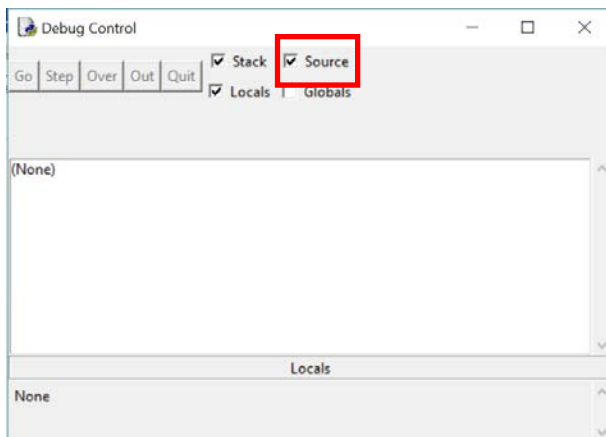 Debug Control
Go Step Over Out Quit
Stack Source
Locals Globals
(None)
Locals
None